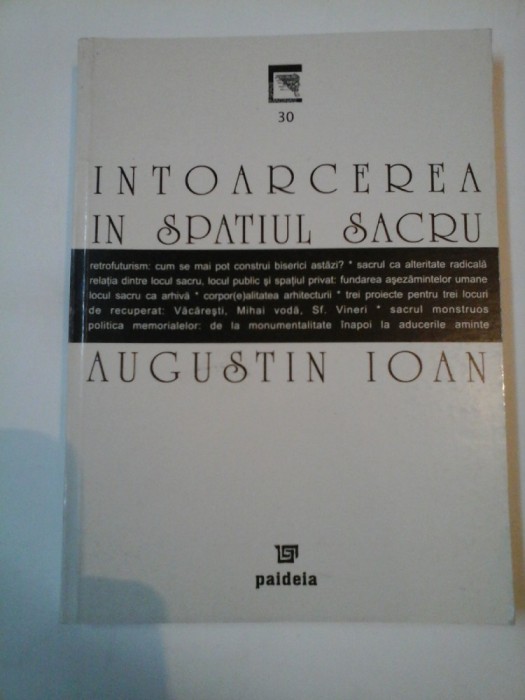 30
INTOARCEREA
IN SPATIUL SACRU
retrofuturism: cum se mai pot construi biserici astăzi? * sacrul ca alteritate radicală
relația dintre locul sacru, locul public și spațiul privat: fundarea așezămintelor umane
locul sacru ca arhivă * corpor(e)alitatea arhitecturii * trei proiecte pentru trei locuri
de recuperat: Văcărești, Mihai vodă, Sf. Vineri * sacrul monstruos
politica memorialelor: de la monumentalitate înapoi la aducerile aminte
AUGUSTIN IOAN
paideia